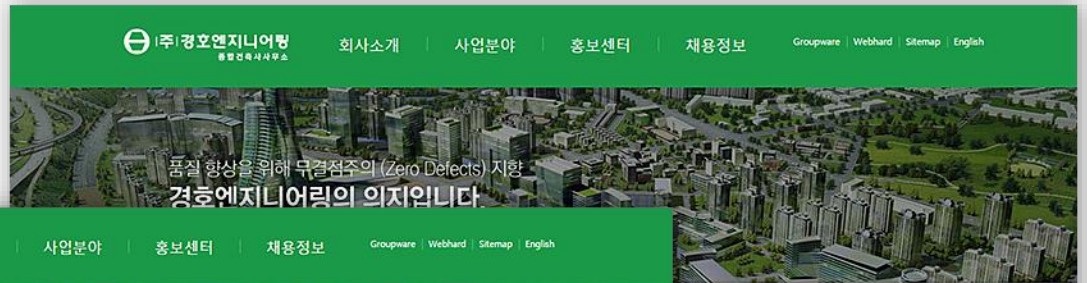 (주)경호엔지니어링 회사소개 사업분야 홍보센터 채용정보 Groupware Webhard Sitemap English
종합건축사사무소
품질 향상을 위해 무결점주의 (Zero Defects) 지향
경호엔지니어링의 의지입니다.
사업분야 홍보센터 채용정보 Groupware Webhard Sitemap English